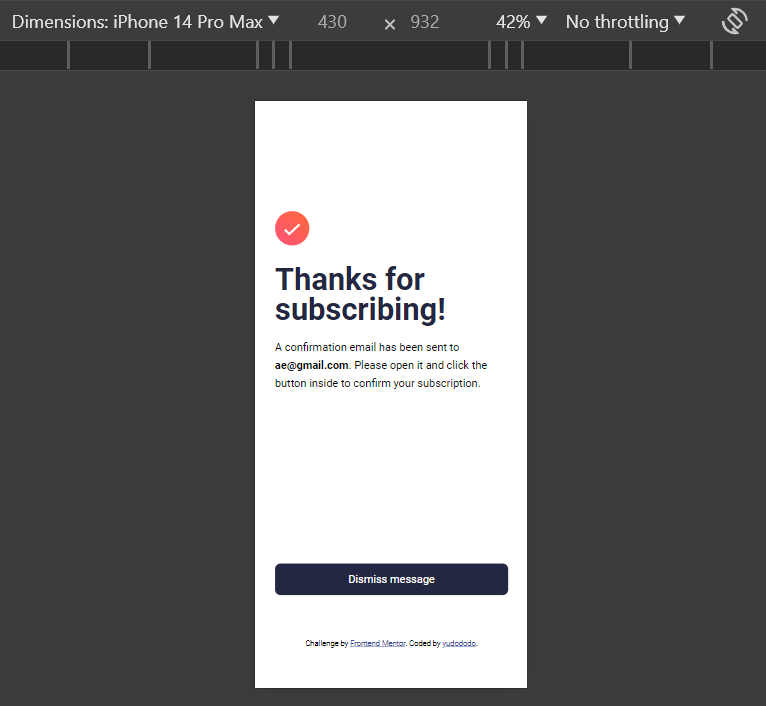 Dimensions: iPhone 14 Pro Max ▼ 430 × 932 42% ▼ No throttling ▼
Thanks for
subscribing!
A confirmation email has been sent to
ae@gmail.com. Please open it and click the
button inside to confirm your subscription.
Dismiss message
Challenge by Frontend Mentor. Coded by yudododo.